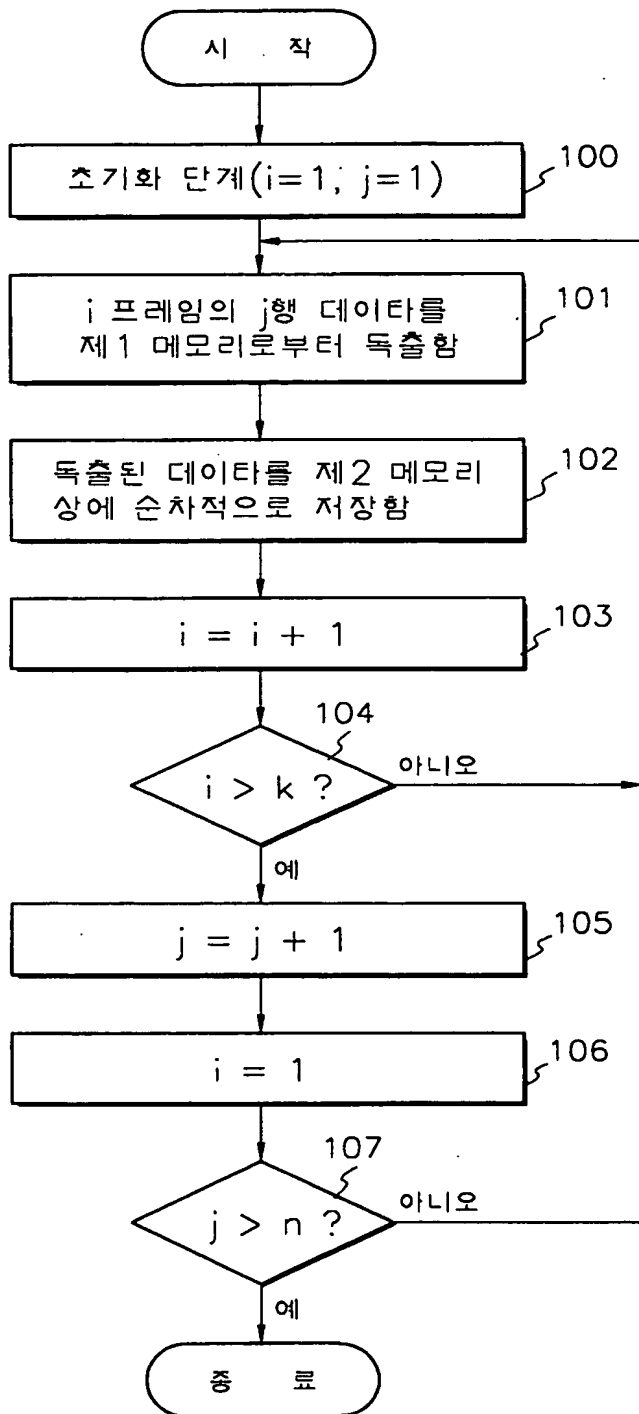 시 작
초기화 단계(i=1, j=1)
100
i 프레임의 j행 데이타를
제1 메모리로부터 독출함
101
독출된 데이타를 제2 메모리
상에 순차적으로 저장함
102
i = i + 1
103
104
i > k ?
아니오
예
j = j + 1
105
i = 1
106
107
j > n ?
아니오
예
종 료